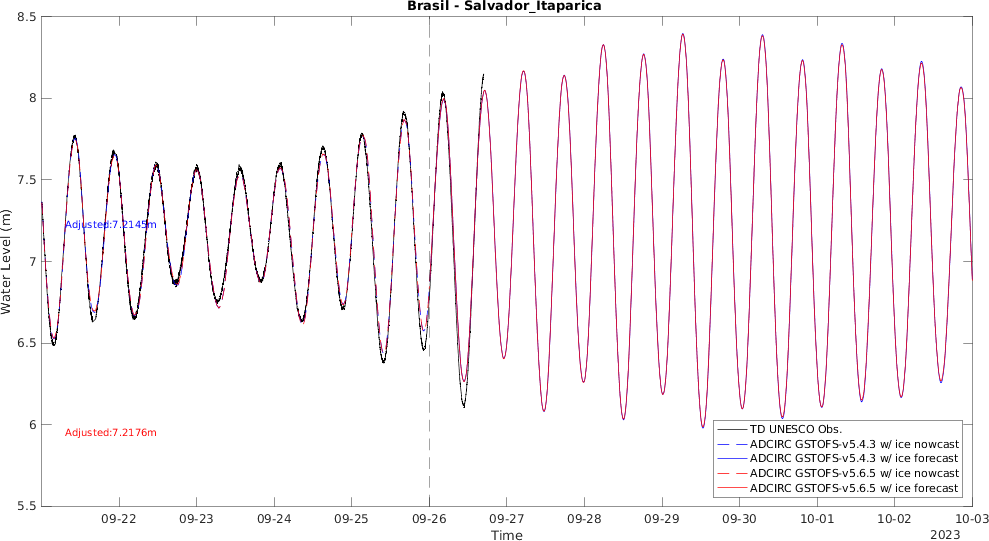 Brasil - Salvador_Itaparica
8.5
8
7.5
7
6.5
6
5.5
Water Level (m)
Adjusted:7.2145m
Adjusted:7.2176m
TD UNESCO Obs.
ADCIRC GSTOFS-v5.4.3 w/ ice nowcast
ADCIRC GSTOFS-v5.4.3 w/ ice forecast
ADCIRC GSTOFS-v5.6.5 w/ ice nowcast
ADCIRC GSTOFS-v5.6.5 w/ ice forecast
09-22 09-23 09-24 09-25 09-26 09-27 09-28 09-29 09-30 10-01 10-02 10-03
Time
2023